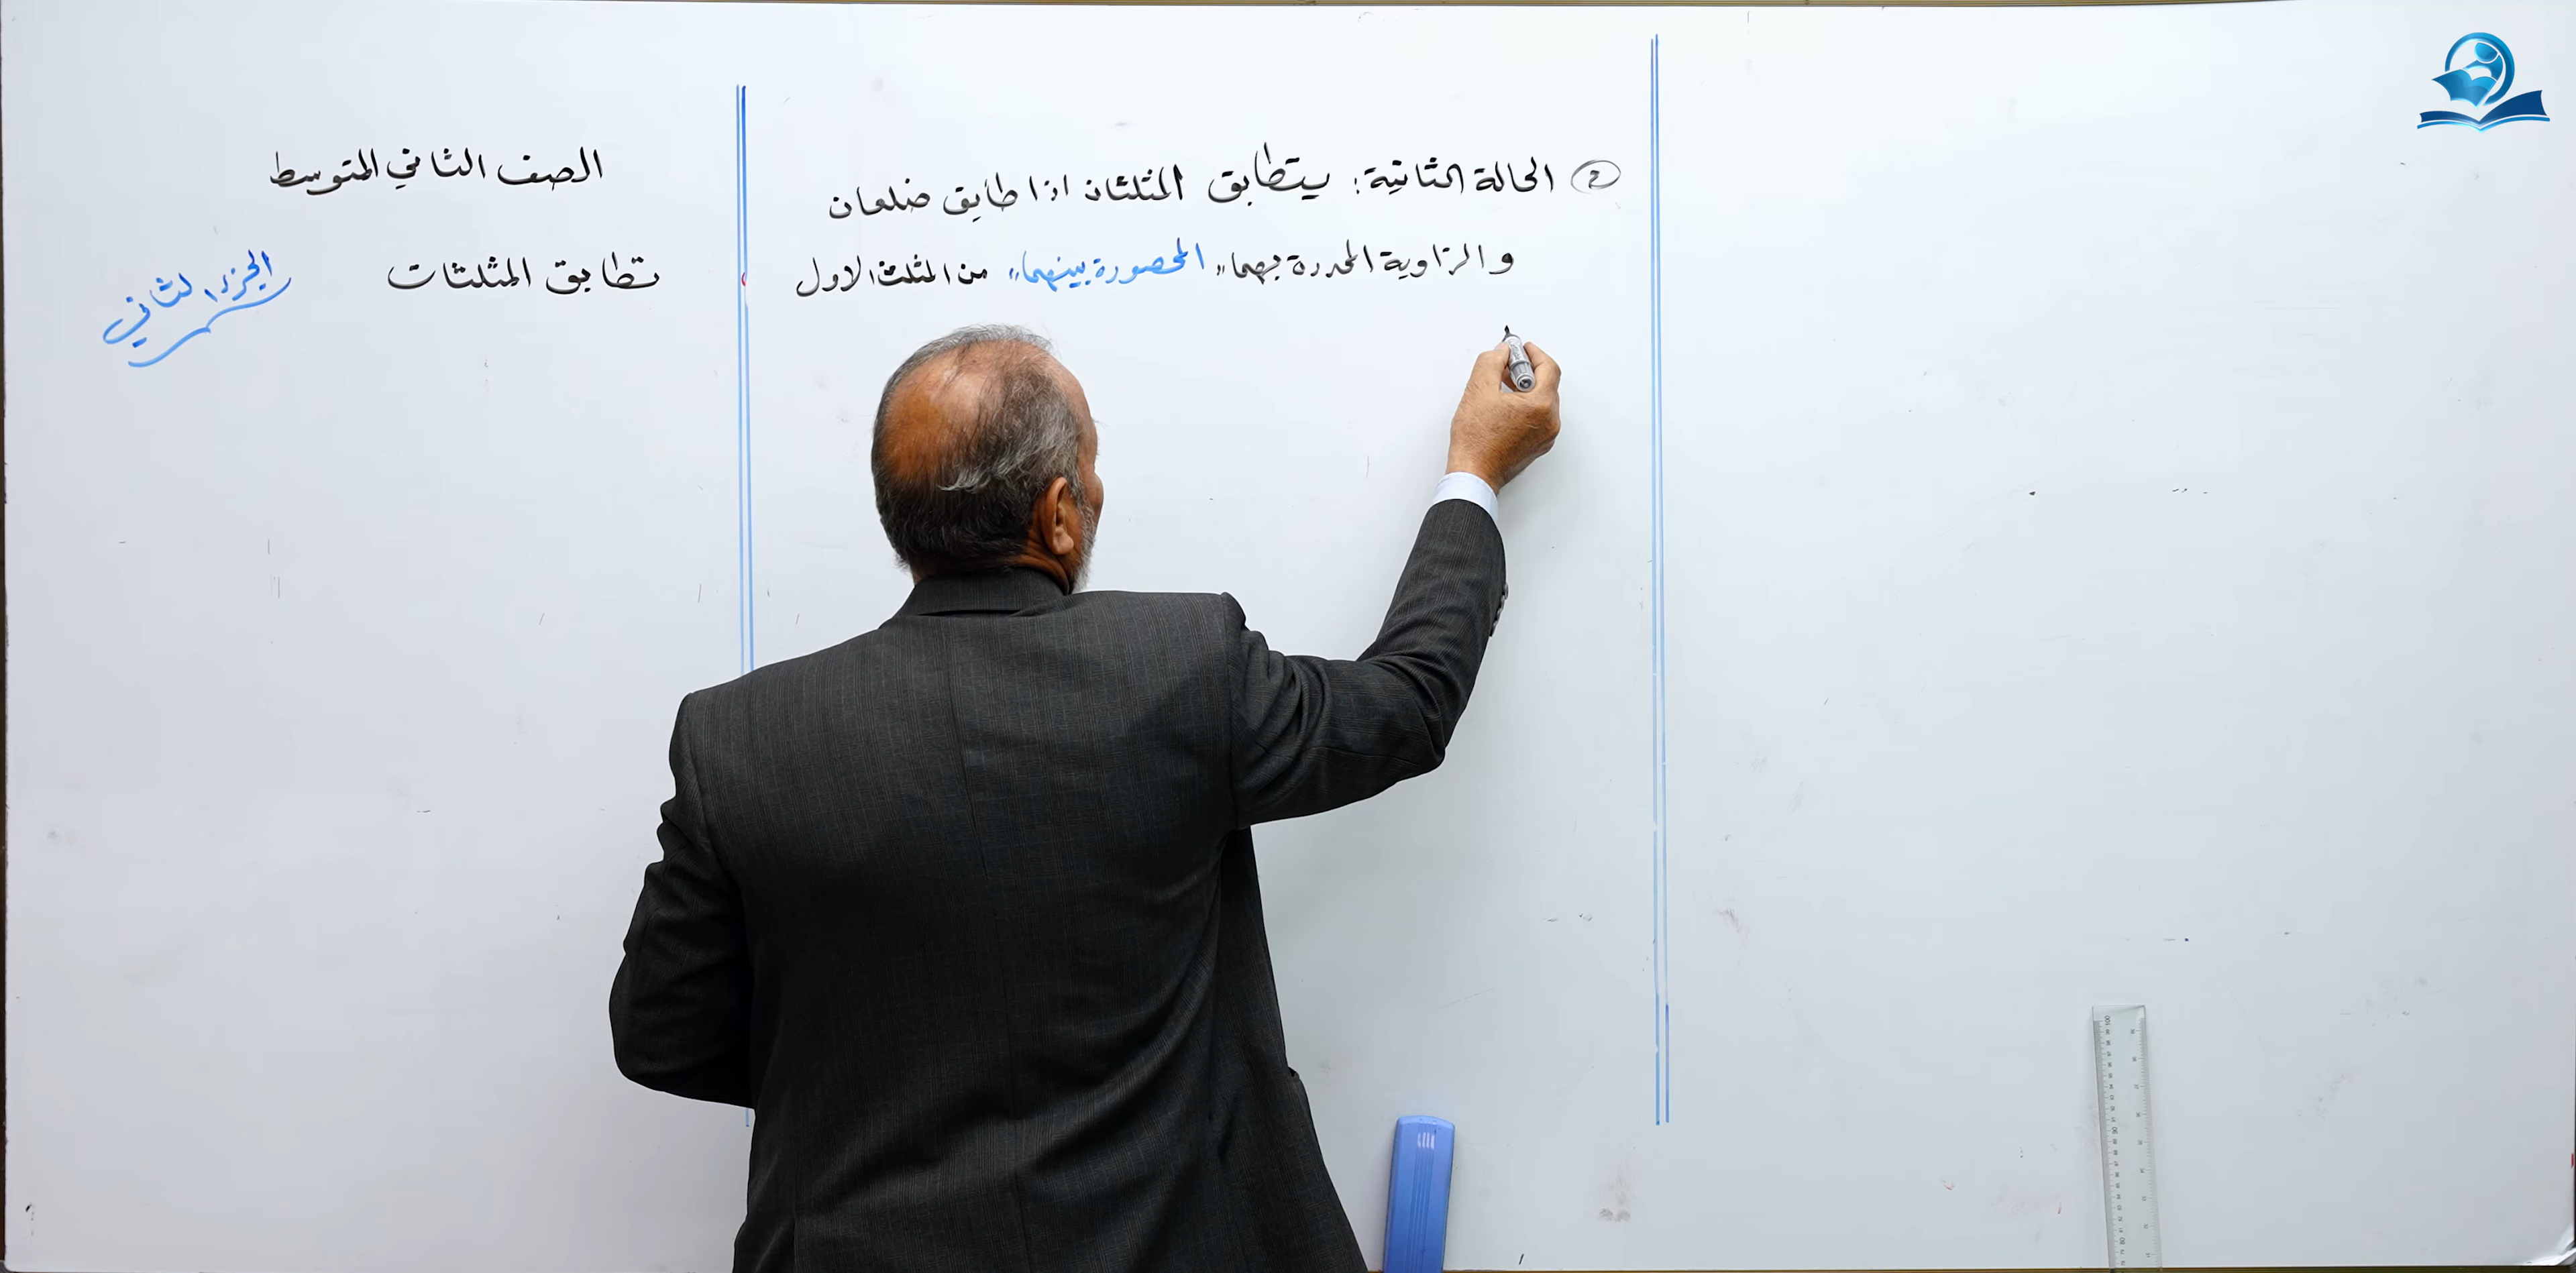 ② الحالة الثانية: يتطابق المثلثان اذا طابق ضلعان
والزاوية المحددة بهما "المحصورة بينهما" من المثلث الاول
الصف الثاني المتوسط
تطابق المثلثات
الجزء الثاني